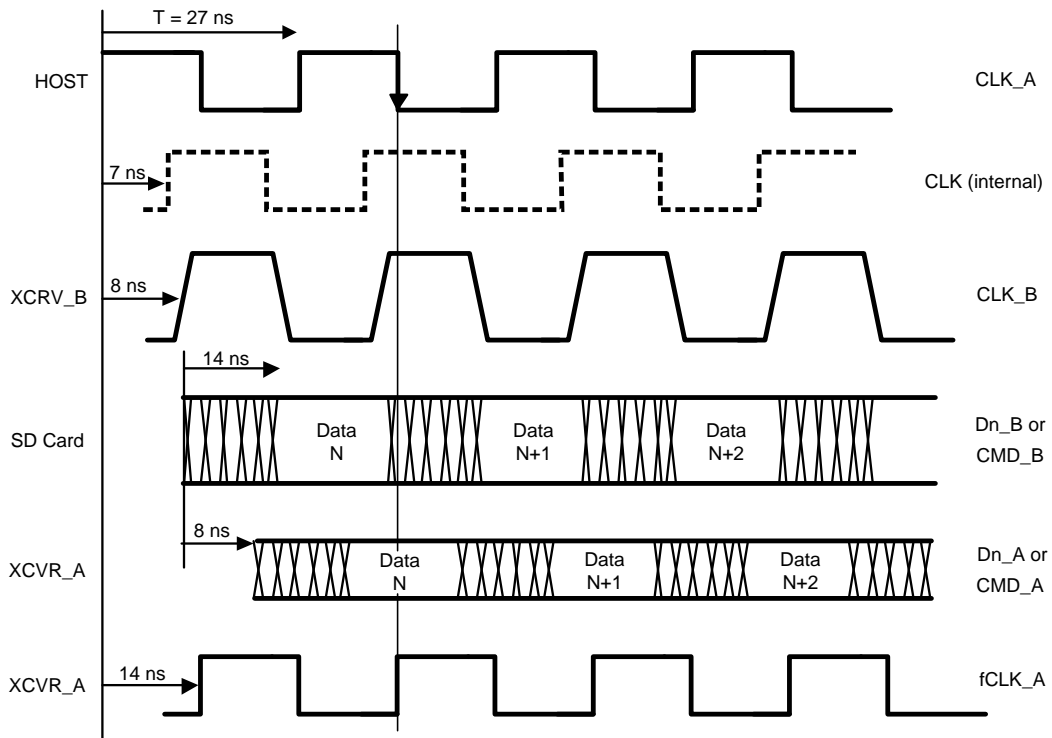 T = 27 ns
HOST
CLK_A
7 ns
CLK (internal)
XCRV_B
8 ns
CLK_B
14 ns
SD Card
Data
N
Data
N+1
Data
N+2
Dn_B or
CMD_B
8 ns
XCVR_A
Data
N
Data
N+1
Data
N+2
Dn_A or
CMD_A
XCVR_A
14 ns
fCLK_A